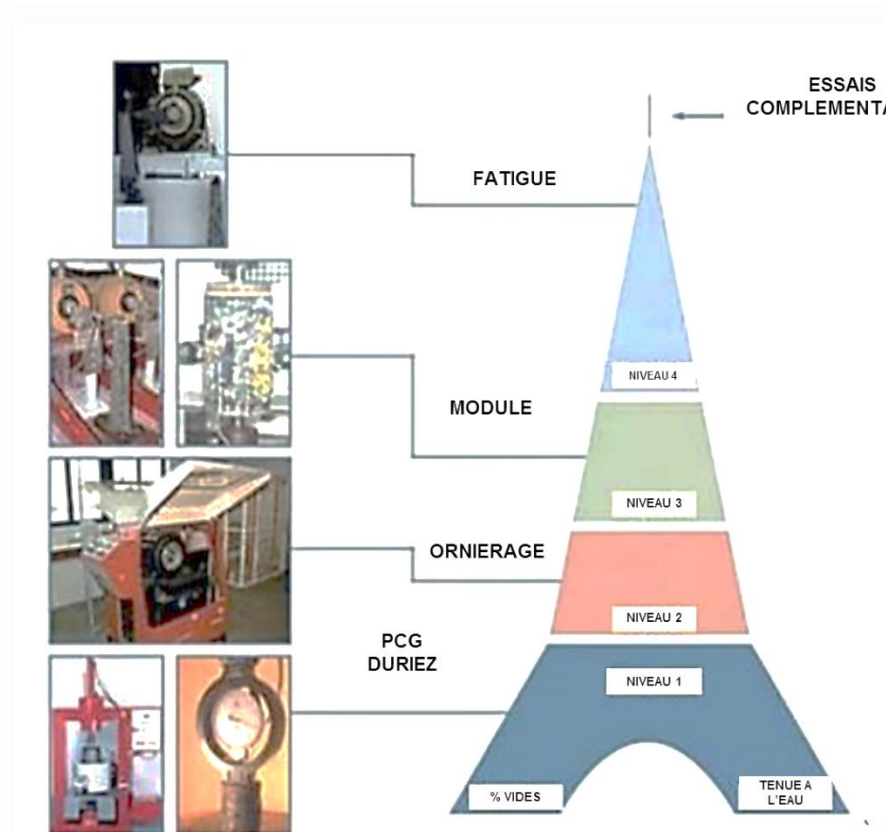 ESSAIS
COMPLEMENTA
FATIGUE
NIVEAU 4
MODULE
NIVEAU 3
ORNIERAGE
NIVEAU 2
PCG
DURIEZ
NIVEAU 1
% VIDES
TENUE A
L'EAU